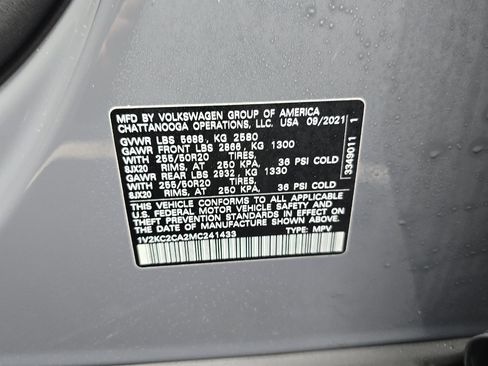 MFD BY VOLKSWAGEN GROUP OF AMERICA
CHATTANOOGA OPERATIONS, LLC. USA 09/2021
GVWR LBS 5688, KG 2580
GAWR FRONT LBS 2866, KG 1300
WITH 255/50R20 TIRES,
8JX20 RIMS, AT 250 KPA, 36 PSI COLD
GAWR REAR LBS 2932, KG 1330
WITH 255/50R20 TIRES,
8JX20 RIMS, AT 250 KPA, 36 PSI COLD
THIS VEHICLE CONFORMS TO ALL APPLICABLE
U.S. FEDERAL MOTOR VEHICLE SAFETY AND
THEFT PREVENTION STANDARDS IN EFFECT ON
THE DATE OF MANUFACTURE SHOWN ABOVE.
1V2KC2CA2MC241433 TYPE: MPV
3349011 1